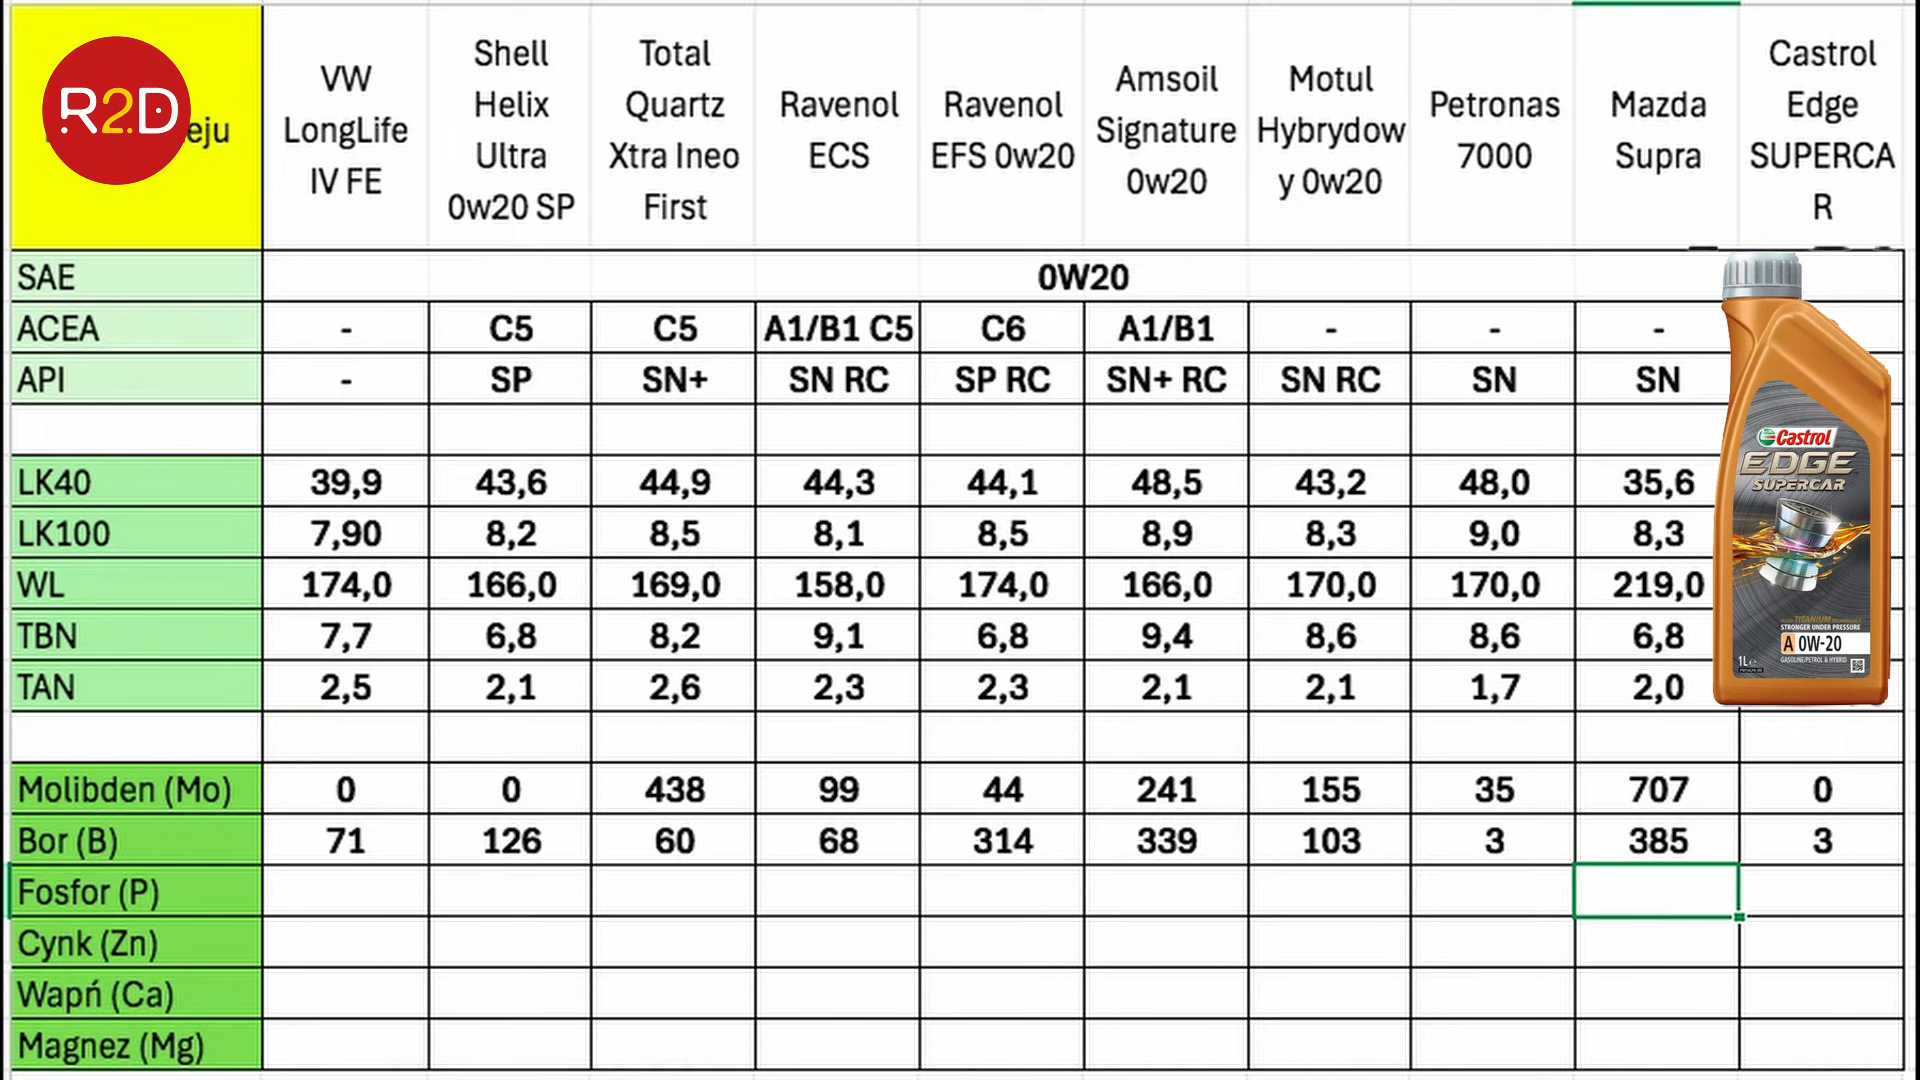 R2D
eju
VW LongLife IV FE
Shell Helix Ultra 0w20 SP
Total Quartz Xtra Ineo First
Ravenol ECS
Ravenol EFS 0w20
Amsoil Signature 0w20
Motul Hybrydowy 0w20
Petronas 7000
Mazda Supra
Castrol Edge SUPERCAR
SAE 0W20
ACEA - C5 C5 A1/B1 C5 C6 A1/B1 - - -
API - SP SN+ SN RC SP RC SN+ RC SN RC SN SN
LK40 39,9 43,6 44,9 44,3 44,1 48,5 43,2 48,0 35,6
LK100 7,90 8,2 8,5 8,1 8,5 8,9 8,3 9,0 8,3
WL 174,0 166,0 169,0 158,0 174,0 166,0 170,0 170,0 219,0
TBN 7,7 6,8 8,2 9,1 6,8 9,4 8,6 8,6 6,8
TAN 2,5 2,1 2,6 2,3 2,3 2,1 2,1 1,7 2,0
Molibden (Mo) 0 0 438 99 44 241 155 35 707 0
Bor (B) 71 126 60 68 314 339 103 3 385 3
Fosfor (P)
Cynk (Zn)
Wapń (Ca)
Magnez (Mg)
Castrol
EDGE
SUPERCAR
TITANIUM
STRONGER UNDER PRESSURE
A 0W-20
1L e
GASOLINE/PETROL & HYBRID